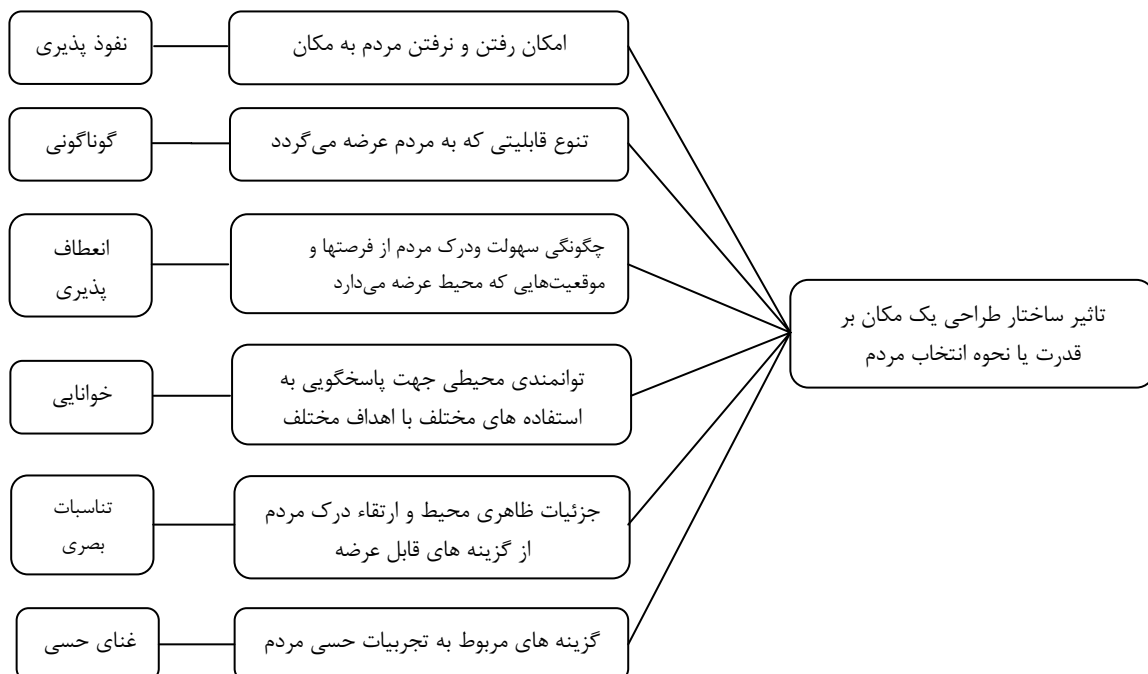 تاثیر ساختار طراحی یک مکان بر
قدرت یا نحوه انتخاب مردم
امکان رفتن و نرفتن مردم به مکان
نفوذ پذیری
تنوع قابلیتی که به مردم عرضه می‌گردد
گوناگونی
چگونگی سهولت ودرک مردم از فرصتها و
موقعیت‌هایی که محیط عرضه می‌دارد
انعطاف
پذیری
توانمندی محیطی جهت پاسخگویی به
استفاده های مختلف با اهداف مختلف
خوانایی
جزئیات ظاهری محیط و ارتقاء درک مردم
از گزینه های قابل عرضه
تناسبات
بصری
گزینه های مربوط به تجربیات حسی مردم
غنای حسی